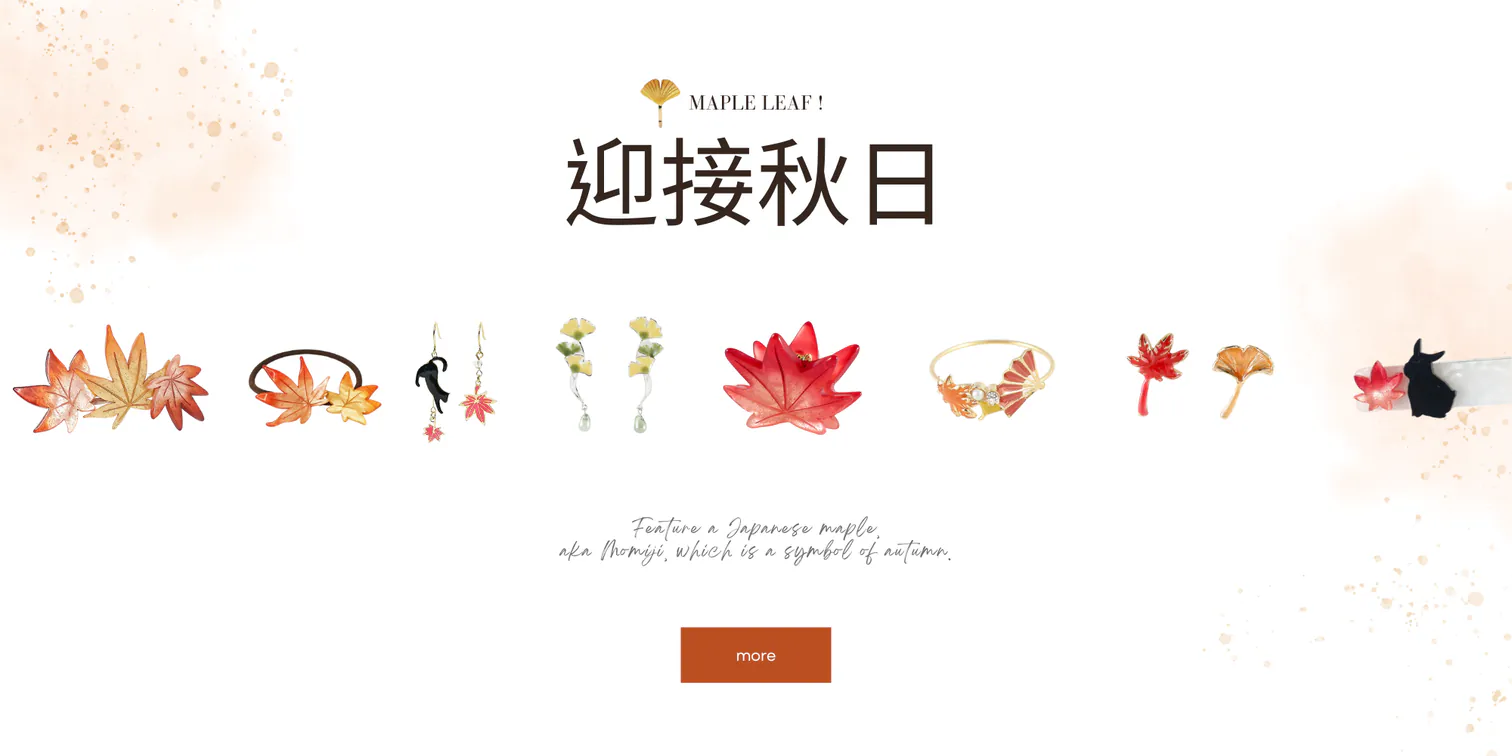 MAPLE LEAF !
迎接秋日
Feature a Japanese maple,
aka Momiji, which is a symbol of autumn.
more